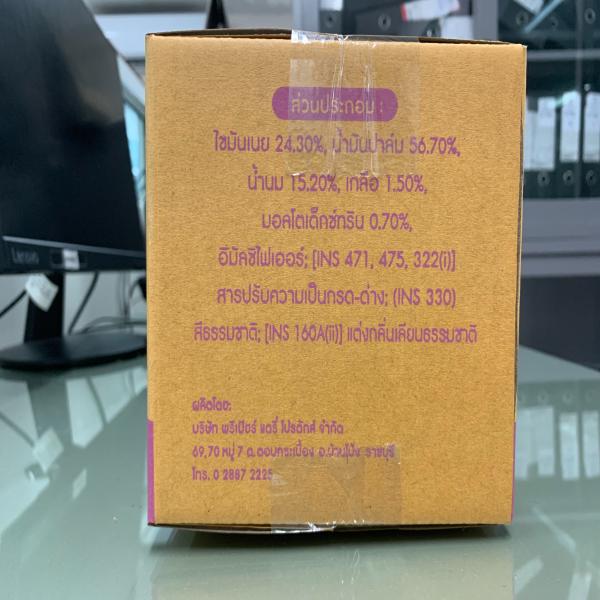 ส่วนประกอบ :
ไขมันเนย 24.30%, น้ำมันปาล์ม 56.70%,
น้ำนม 15.20%, เกลือ 1.50%,
มอลโตเด็กซ์ทริน 0.70%,
อิมัลซิไฟเออร์; [INS 471, 475, 322(i)]
สารปรับความเป็นกรด-ด่าง; (INS 330)
สีธรรมชาติ; [INS 160A(ii)] แต่งกลิ่นเลียนธรรมชาติ
ผลิตโดย:
บริษัท พรีเมียร์ แดรี่ โปรดักส์ จำกัด
69,70 หมู่ 7 ต.ดอนกระเบื้อง อ.บ้านโป่ง ราชบุรี
โทร. 0 2887 2225
Lenovo